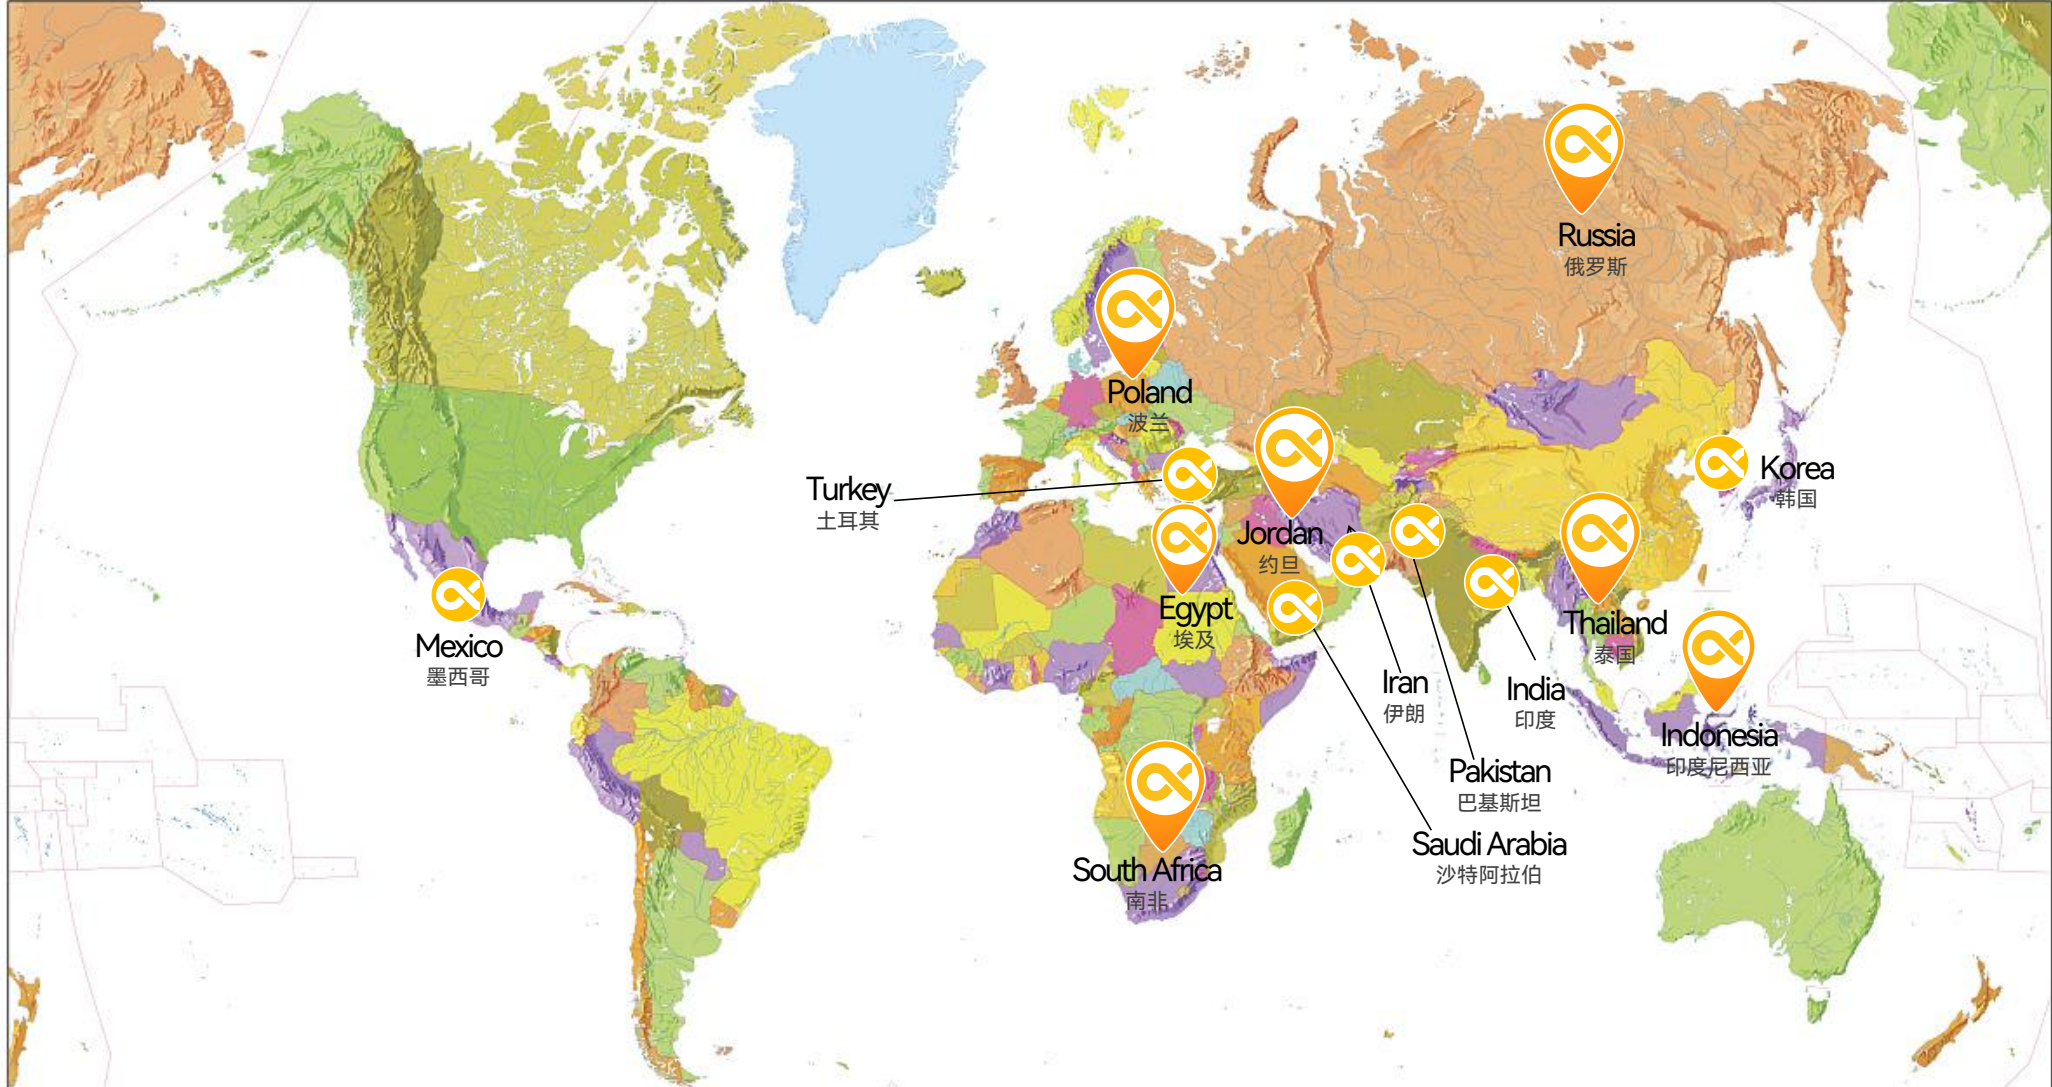 Russia
俄罗斯
Poland
波兰
Korea
韩国
Turkey
土耳其
Jordan
约旦
Egypt
埃及
Thailand
泰国
Mexico
墨西哥
Iran
伊朗
India
印度
Indonesia
印度尼西亚
Pakistan
巴基斯坦
Saudi Arabia
沙特阿拉伯
South Africa
南非